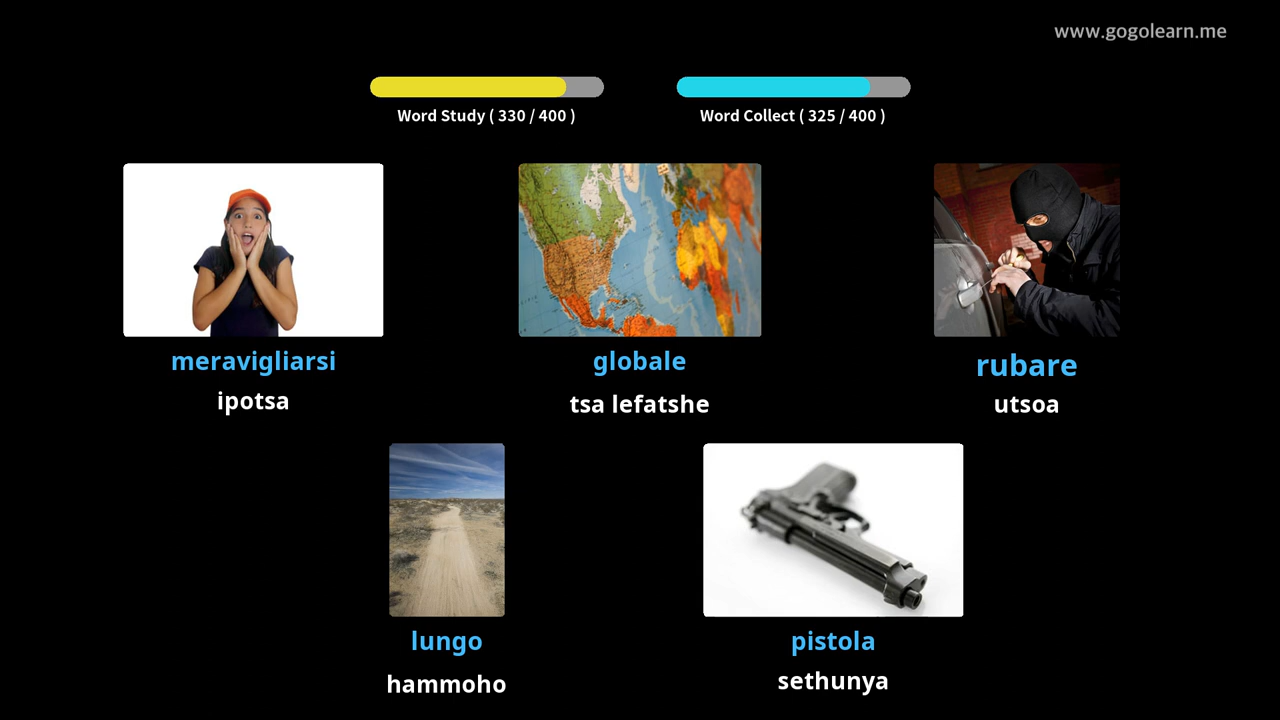 www.gogolearn.me
Word Study ( 330 / 400 )
Word Collect ( 325 / 400 )
meravigliarsi
ipotsa
globale
tsa lefatshe
rubare
utsoa
lungo
hammoho
pistola
sethunya